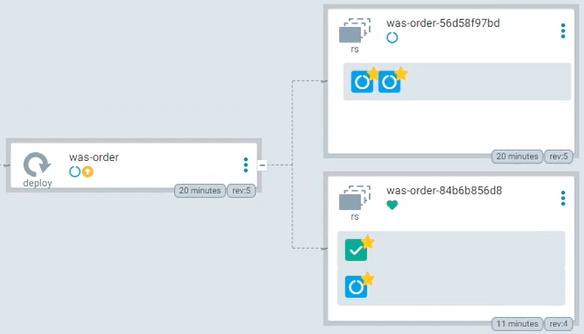 was-order
deploy
20 minutes rev:5
was-order-56d58f97bd
rs
20 minutes rev:5
was-order-84b6b856d8
rs
11 minutes rev:4